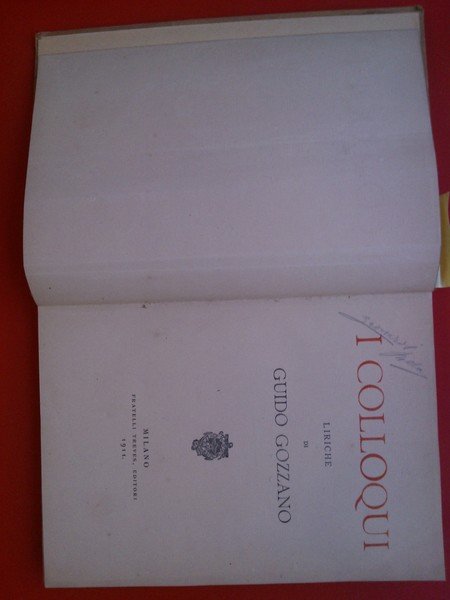 I COLLOQUI
LIRICHE
DI
GUIDO GOZZANO
MILANO
FRATELLI TREVES, EDITORI
1911.